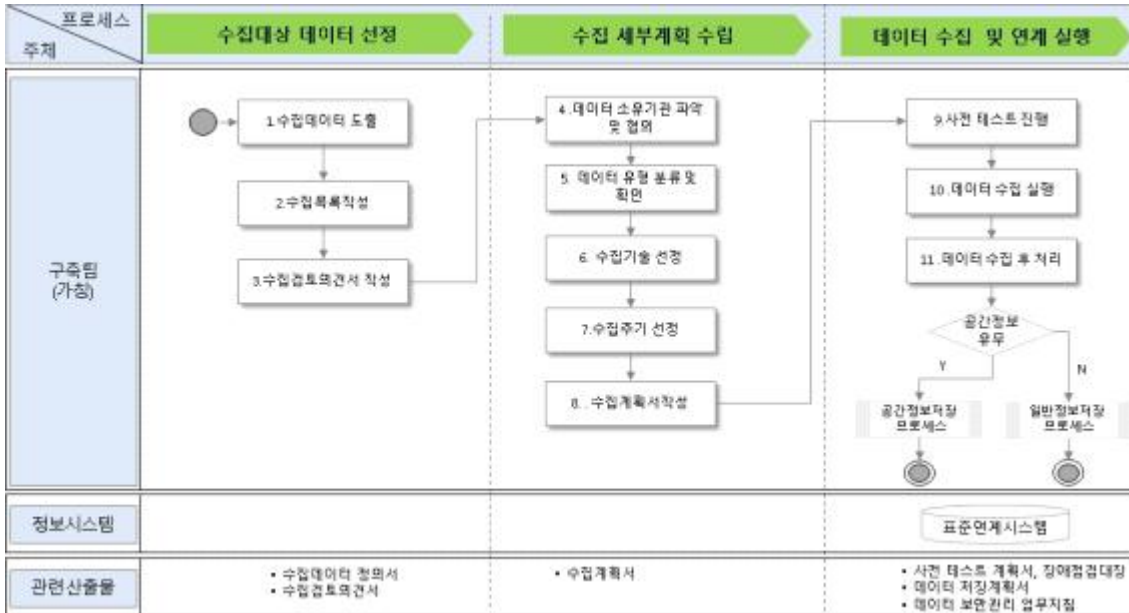 프로세스
주체
수집대상 데이터 선정
수집 세부계획 수립
데이터 수집 및 연계 실행
구축팀
(가칭)
1.수집데이터 도출
2.수집목록작성
3.수집검토의견서 작성
4.데이터 소유기관 파악
및 협의
5. 데이터 유형 분류 및
확인
6. 수집기술 선정
7.수집주기 선정
8. .수집계획서작성
9.사전 테스트 진행
10.데이터 수집 실행
11.데이터 수집 후 처리
공간정보
유무
Y
N
공간정보저장
프로세스
일반정보저장
프로세스
정보시스템
표준연계시스템
관련산출물
• 수집데이터 정의서
• 수집검토의견서
• 수집계획서
• 사전 테스트 계획서, 장애점검대장
• 데이터 저장계획서
• 데이터 보안관리 업무지침